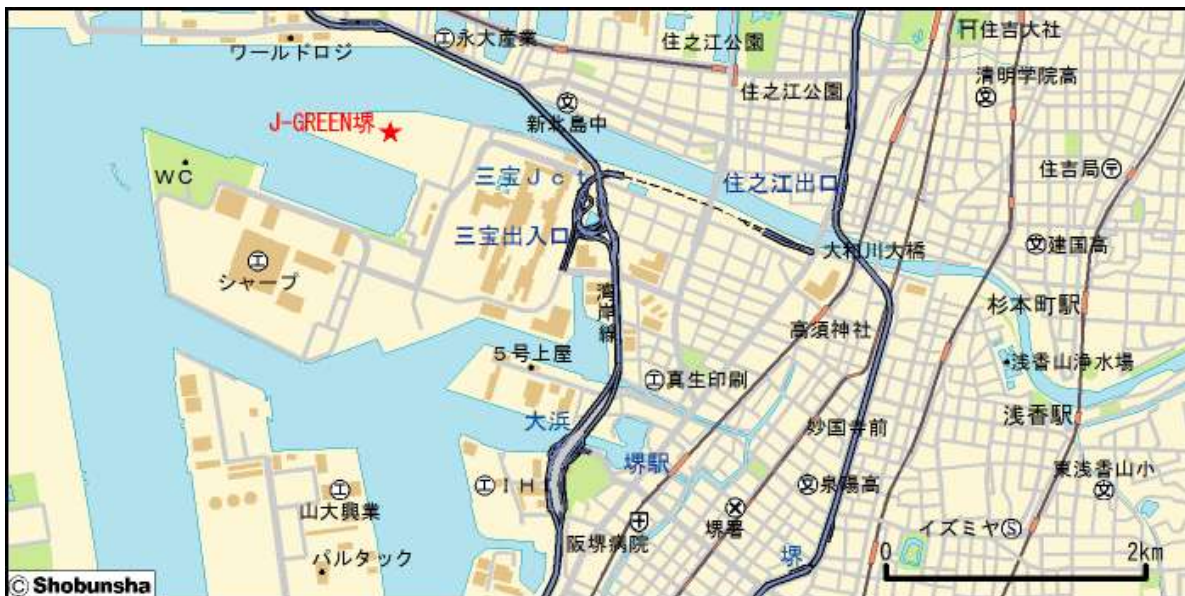 ワールドロジ
永大産業
住之江公園
住吉大社
清明学院高
住之江公園
J-GREEN堺
新北島中
住吉局
WC
三宝Jct
住之江出口
三宝出入口
大和川大橋
建国高
シャープ
湾岸線
杉本町駅
高須神社
5号上屋
浅香山浄水場
真生印刷
大浜
妙国寺前
浅香駅
堺駅
東浅香山小
IHI
泉陽高
山大興業
堺署
イズミヤ
阪堺病院
パルタック
堺
0
2km
© Shobunsha